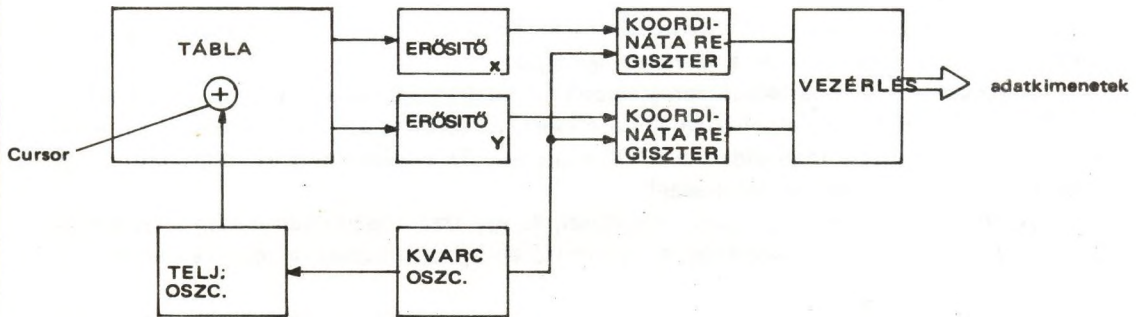 TÁBLA
Cursor
ERŐSITŐ
X
ERŐSITŐ
Y
KOORDI-
NÁTA RE
GISZTER
KOORDI-
NÁTA RE
GISZTER
VEZÉRLÉS
adatkimenetek
TELJ:
OSZC.
KVARC
OSZC.